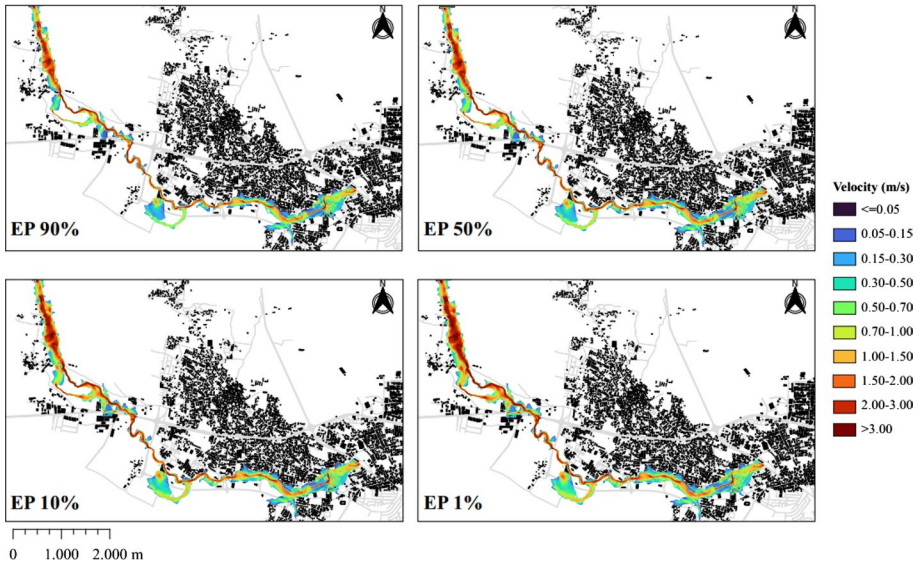 N
N
EP 90%
EP 50%
Velocity (m/s)
<=0.05
0.05-0.15
0.15-0.30
0.30-0.50
0.50-0.70
0.70-1.00
1.00-1.50
1.50-2.00
2.00-3.00
>3.00
N
N
EP 10%
EP 1%
0 1.000 2.000 m